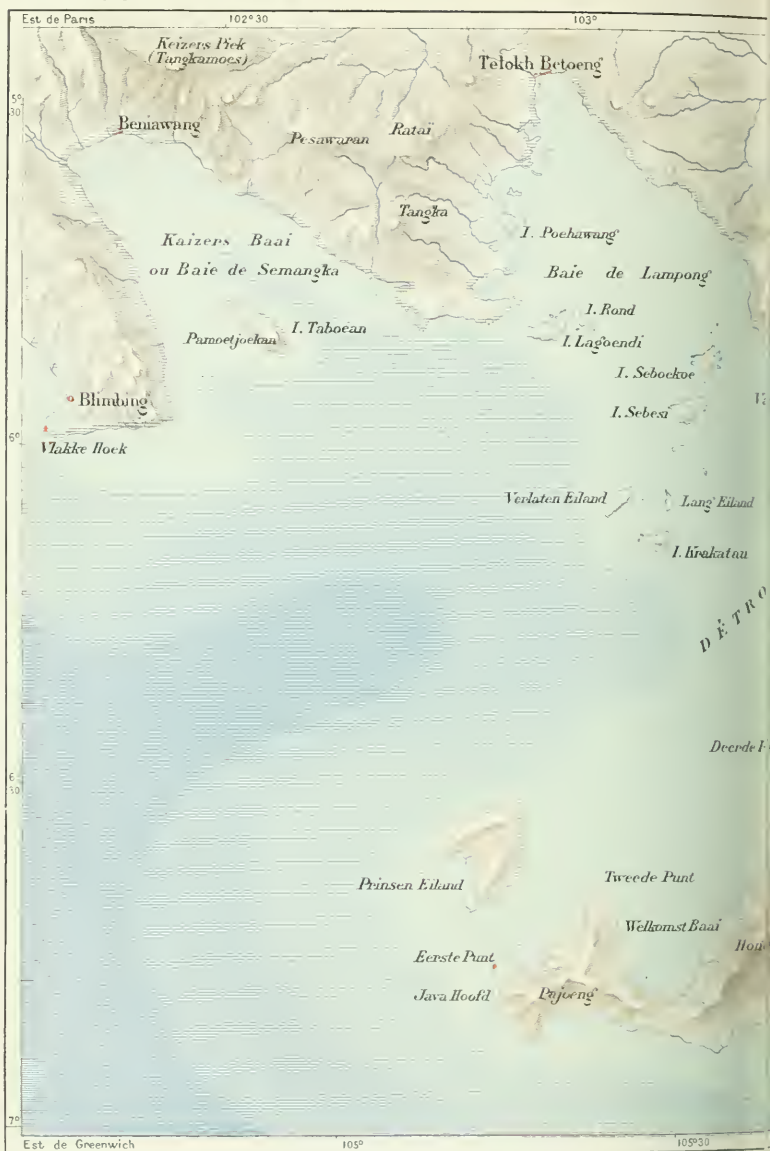 Est de Paris
102°30
103°
Keizers Piek
(Tangkamoes)
Telokh Betoeng
5°
30
Beniawang
Pesawaran
Rataï
Tangka
I. Poehawang
Kaizers Baai
ou Baie de Semangka
Baie de Lampong
I. Rond
I. Taboean
Pamoetjoekan
I. Lagoendi
I. Seboekoe
Blimbing
I. Sebesi
6°
Vlakke Hoek
Verlaten Eiland
Lang Eiland
I. Krakatau
DÉTRO
6
30
Prinsen Eiland
Tweede Punt
Welkomst Baai
Eerste Punt
Java Hoofd
Pajoeng
7°
Est de Greenwich
105°
105°30